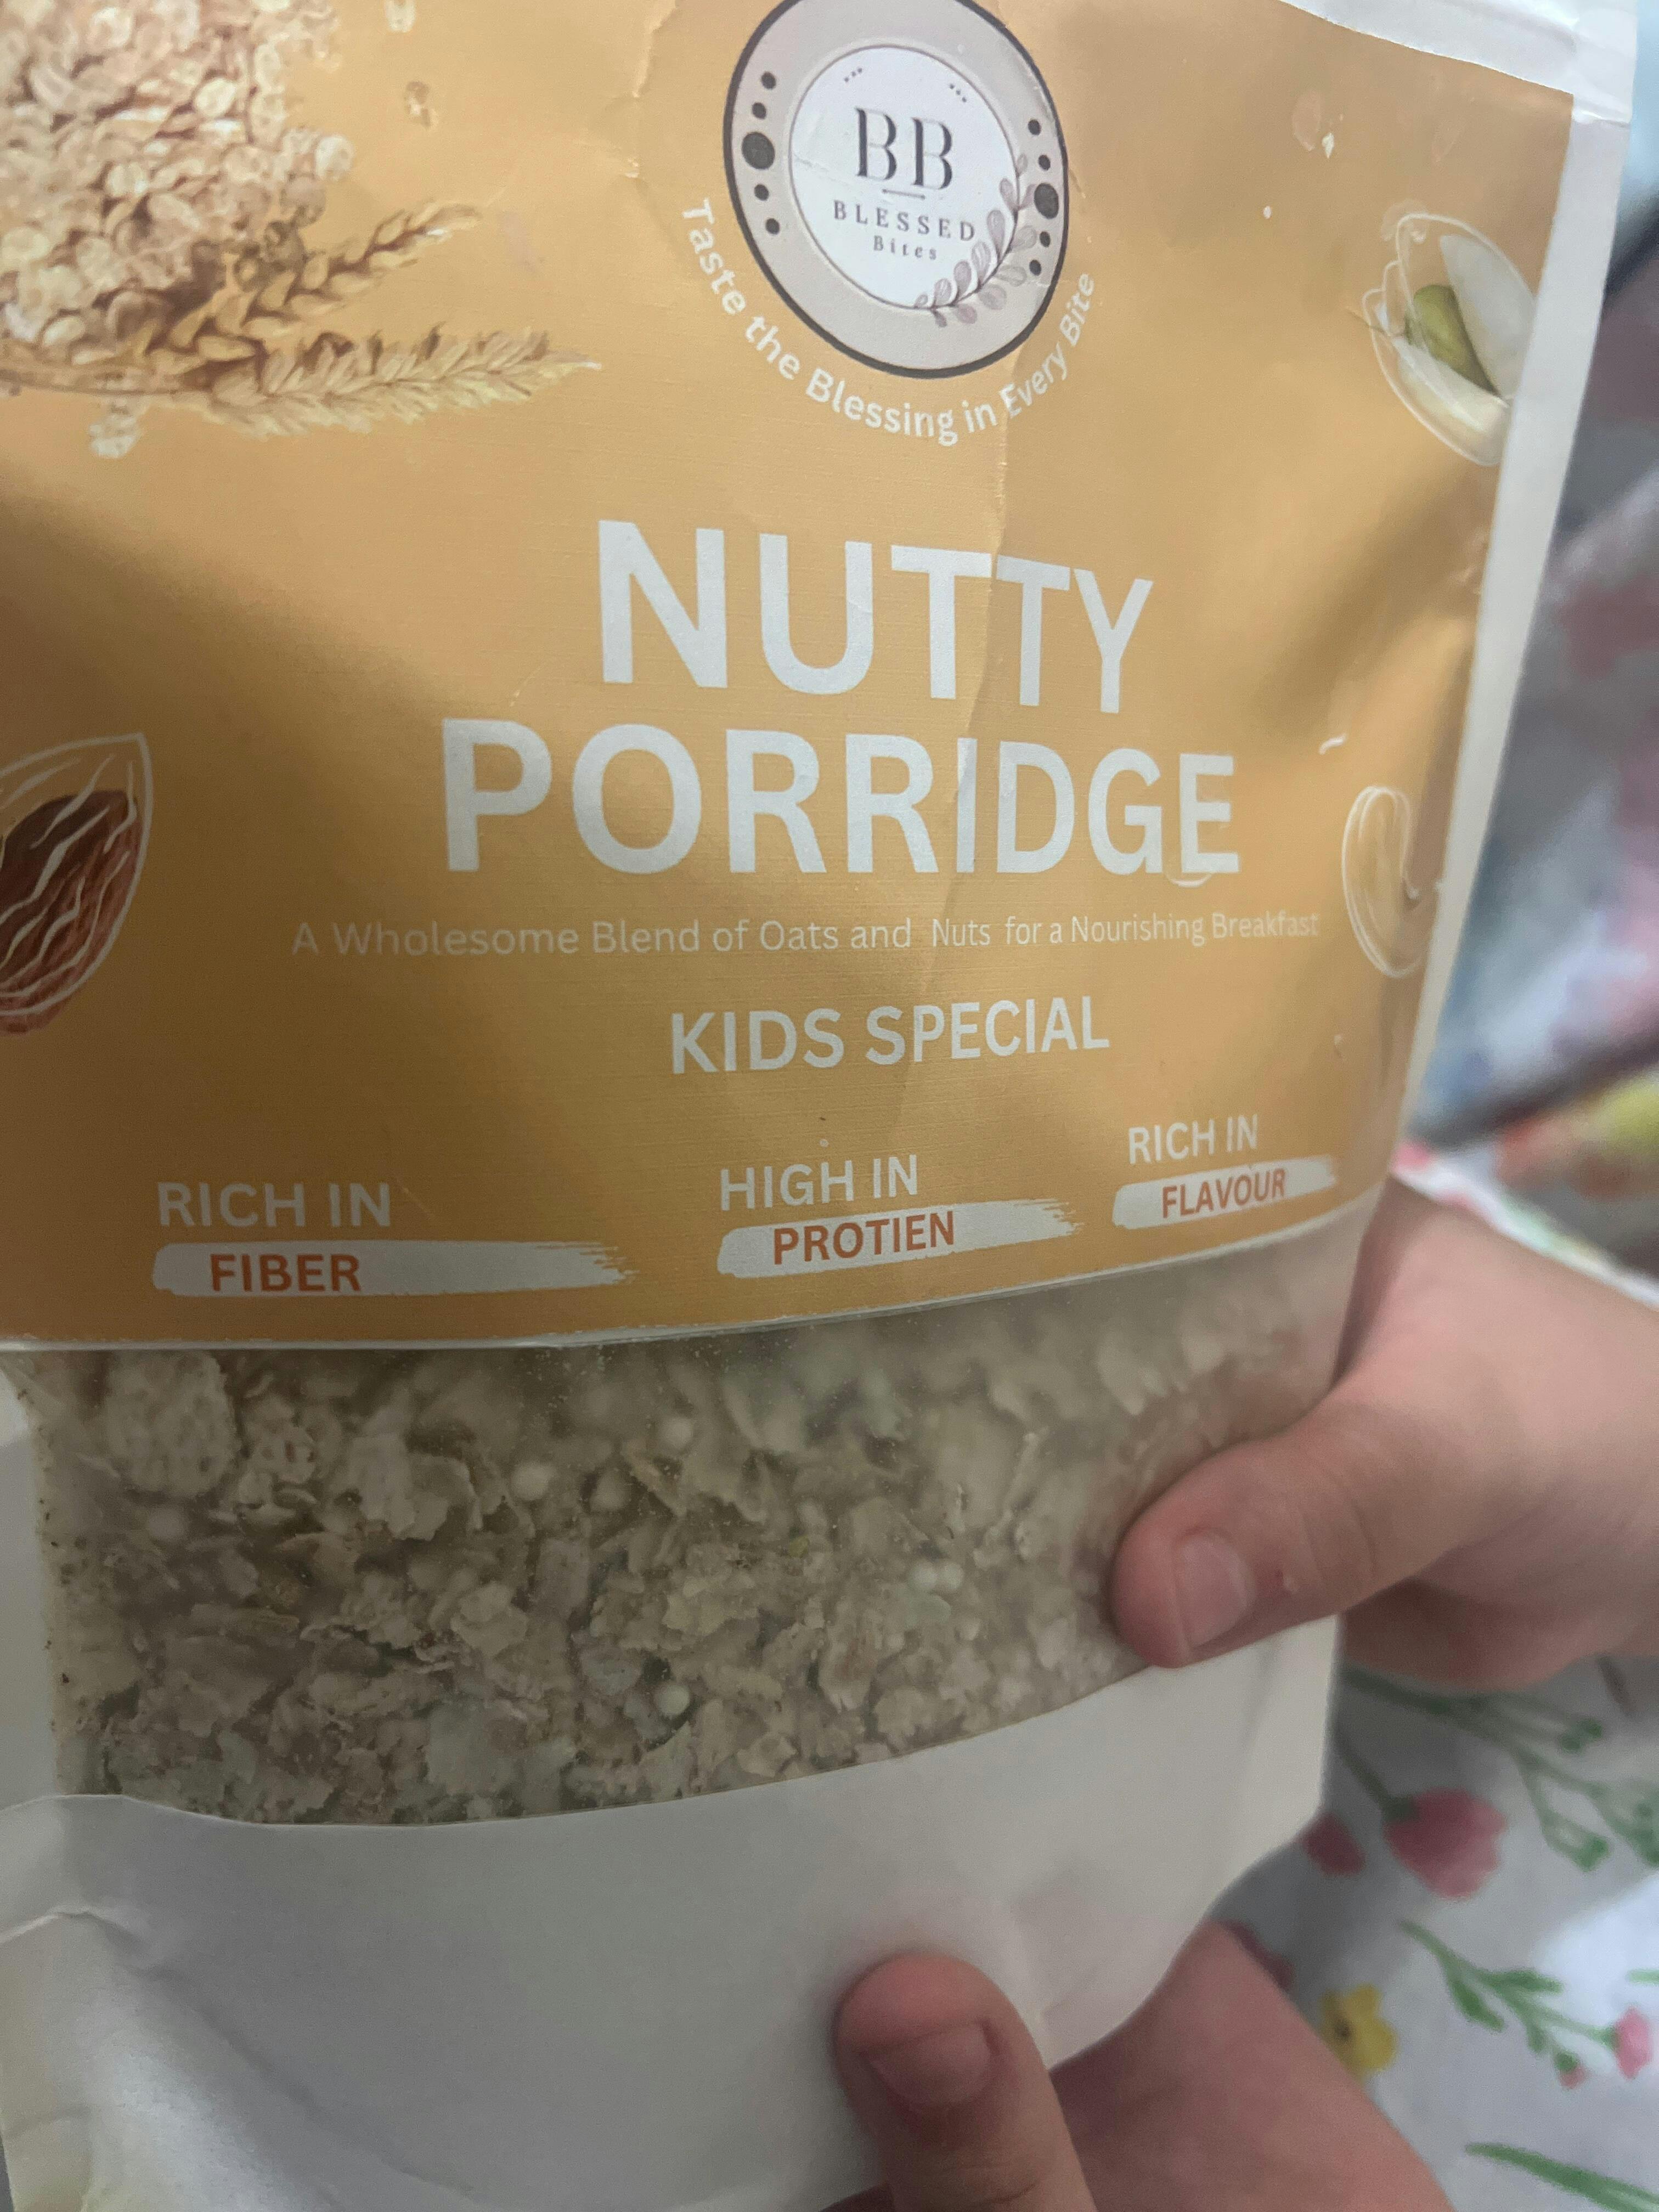 BB
BLESSED
Bites
Taste the Blessing in Every Bite
NUTTY
PORRIDGE
A Wholesome Blend of Oats and Nuts for a Nourishing Breakfast
KIDS SPECIAL
RICH IN
FIBER
HIGH IN
PROTIEN
RICH IN
FLAVOUR